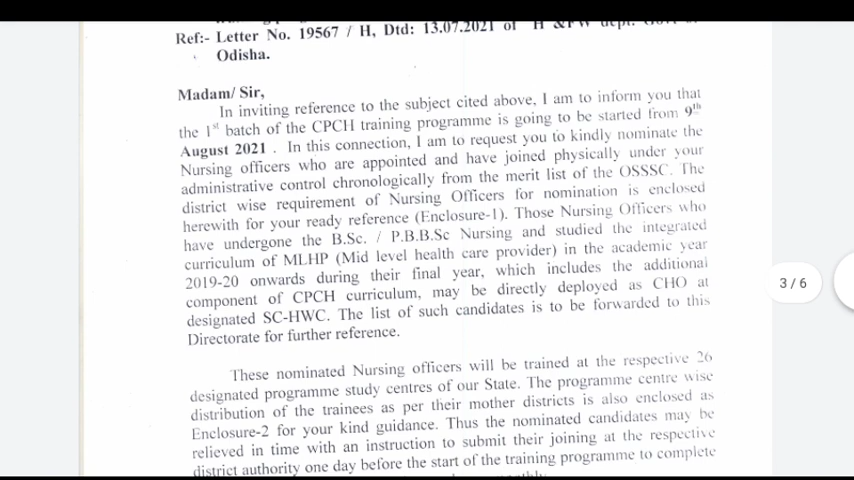 Ref:- Letter No. 19567 / H, Dtd: 13.07.2021 of H &FW dept. Govt of
Odisha.
Madam/ Sir,
In inviting reference to the subject cited above, I am to inform you that
the 1st batch of the CPCH training programme is going to be started from 9th
August 2021 . In this connection, I am to request you to kindly nominate the
Nursing officers who are appointed and have joined physically under your
administrative control chronologically from the merit list of the OSSSC. The
district wise requirement of Nursing Officers for nomination is enclosed
herewith for your ready reference (Enclosure-1). Those Nursing Officers who
have undergone the B.Sc. / P.B.B.Sc Nursing and studied the integrated
curriculum of MLHP (Mid level health care provider) in the academic year
2019-20 onwards during their final year, which includes the additional
component of CPCH curriculum, may be directly deployed as CHO at
designated SC-HWC. The list of such candidates is to be forwarded to this
Directorate for further reference.
These nominated Nursing officers will be trained at the respective 26
designated programme study centres of our State. The programme centre wise
distribution of the trainees as per their mother districts is also enclosed as
Enclosure-2 for your kind guidance. Thus the nominated candidates may be
relieved in time with an instruction to submit their joining at the respective
district authority one day before the start of the training programme to complete
3 / 6